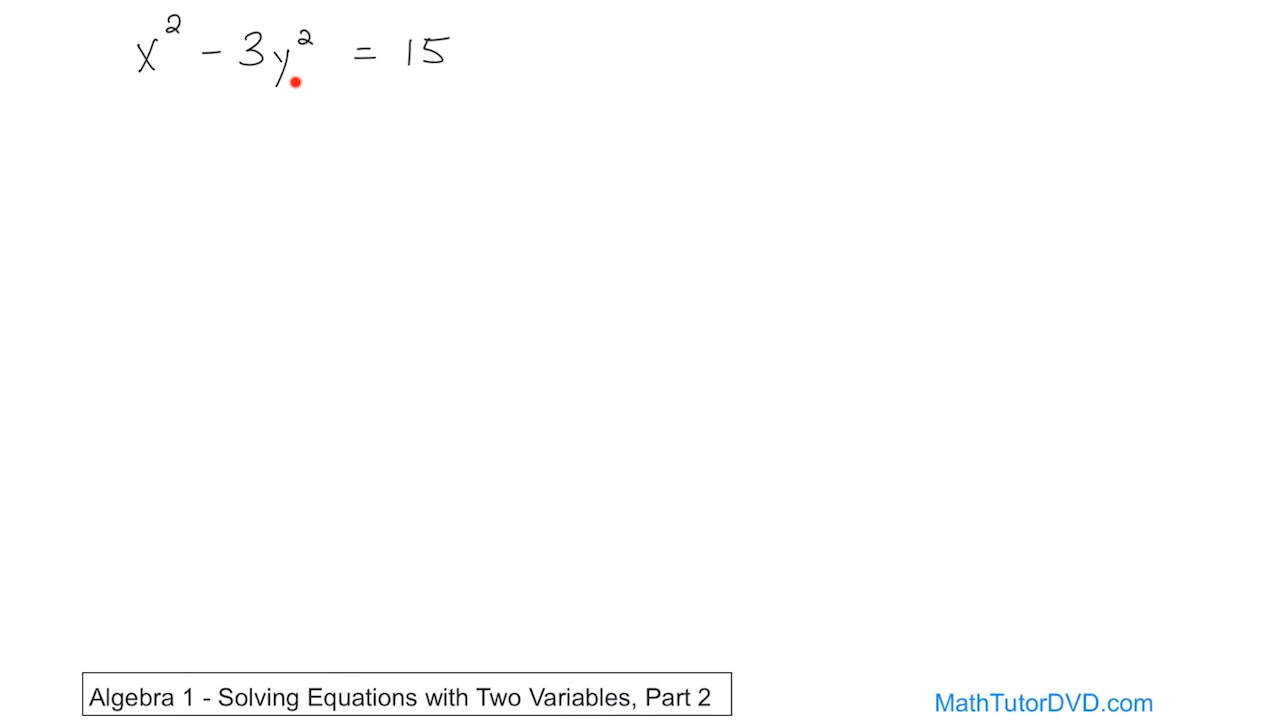 x² - 3y² = 15
Algebra 1 - Solving Equations with Two Variables, Part 2
MathTutorDVD.com